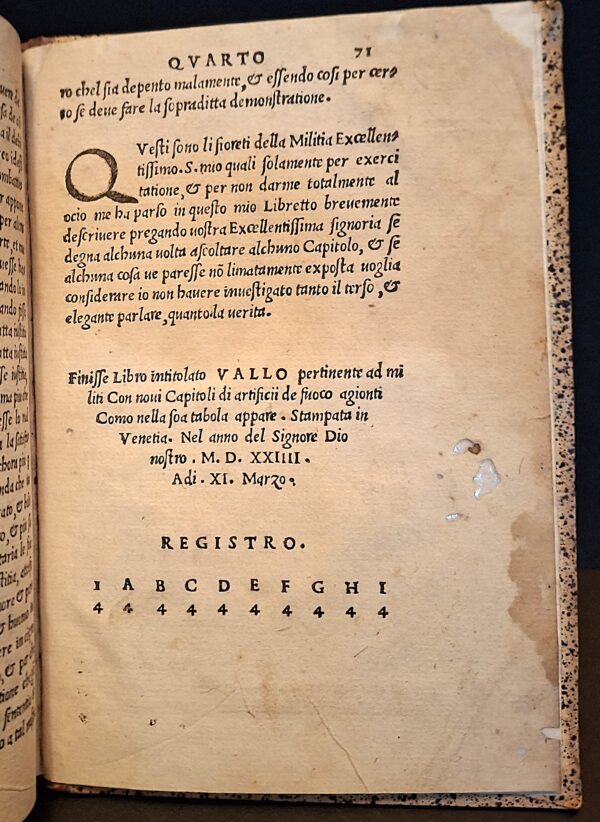 QVARTO 71
ro chel sia depento malamente, & essendo cosi per cer-
ro se deve fare la sopraditta demonstratione.
QVesti sono li fioreti della Militia Excellen-
tissimo. S. mio quali solamente per exerci
tatione, & per non darme totalmente al
ocio me ha parso in questo mio Libretto brevemente
descriuere pregando uostra Excellentissima signoria se
degna alchuna uolta ascoltare alchuno Capitolo, & se
alchuna cosa ue paresse nō limatamente exposta uoglia
considerare io non hauere inuestigato tanto il terso, &
elegante parlare, quanto la uerita.
Finisse Libro intitolato VALLO pertinente ad mi
liti Con noui Capitoli di artificii de fuoco agionti
Como nella soa tabola appare. Stampata in
Venetia. Nel anno del Signore Dio
nostro. M. D. XXIIII.
Adi. XI. Marzo.
REGISTRO.
1 A B C D E F G H I
4 4 4 4 4 4 4 4 4 4